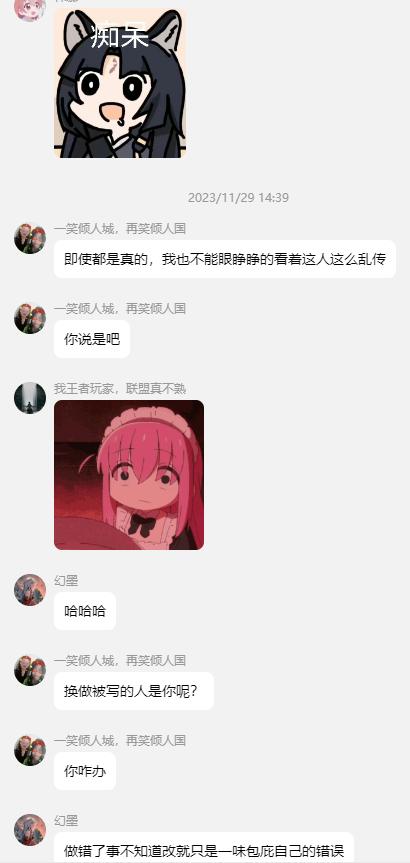 痴呆
2023/11/29 14:39
一笑倾人城，再笑倾人国
即使都是真的，我也不能眼睁睁的看着这人这么乱传
一笑倾人城，再笑倾人国
你说是吧
我王者玩家，联盟真不熟
幻墨
哈哈哈
一笑倾人城，再笑倾人国
换做被写的人是你呢？
一笑倾人城，再笑倾人国
你咋办
幻墨
做错了事不知道改就只是一味包庇自己的错误